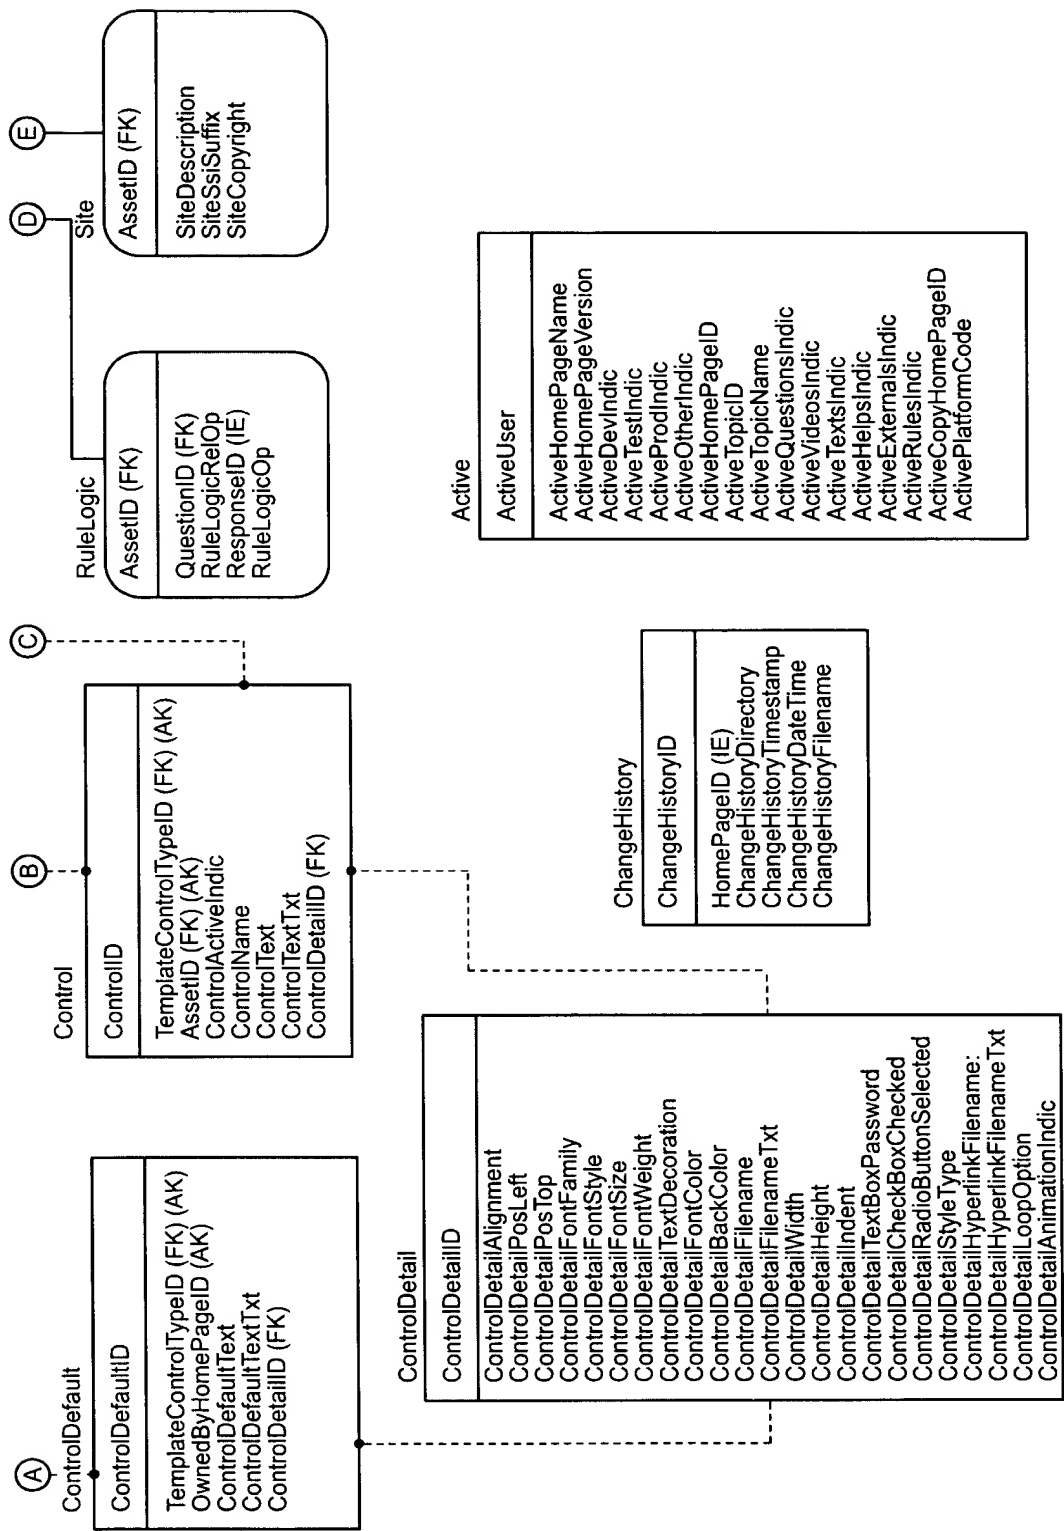 A
ControlDefault
ControlDefaultID
TemplateControlTypeID (FK) (AK)
OwnedByHomePageID (AK)
ControlDefaultText
ControlDefaultTextTxt
ControlDetailID (FK)
B
Control
ControlID
TemplateControlTypeID (FK) (AK)
AssetID (FK) (AK)
ControlActiveIndic
ControlName
ControlText
ControlTextTxt
ControlDetailID (FK)
C
RuleLogic
AssetID (FK)
QuestionID (FK)
RuleLogicRelOp
ResponseID (IE)
RuleLogicOp
D
Site
E
AssetID (FK)
SiteDescription
SiteSsiSuffix
SiteCopyright
ControlDetail
ControlDetailID
ControlDetailAlignment
ControlDetailPosLeft
ControlDetailPosTop
ControlDetailFontFamily
ControlDetailFontStyle
ControlDetailFontSize
ControlDetailFontWeight
ControlDetailTextDecoration
ControlDetailFontColor
ControlDetailBackColor
ControlDetailFilename
ControlDetailFilenameTxt
ControlDetailWidth
ControlDetailHeight
ControlDetailIndent
ControlDetailTextBoxPassword
ControlDetailCheckBoxChecked
ControlDetailRadioButtonSelected
ControlDetailStyleType
ControlDetailHyperlinkFilename:
ControlDetailHyperlinkFilenameTxt
ControlDetailLoopOption
ControlDetailAnimationIndic
ChangeHistory
ChangeHistoryID
HomePageID (IE)
ChangeHistoryDirectory
ChangeHistoryTimestamp
ChangeHistoryDateTime
ChangeHistoryFilename
Active
ActiveUser
ActiveHomePageName
ActiveHomePageVersion
ActiveDevIndic
ActiveTestIndic
ActiveProdIndic
ActiveOtherIndic
ActiveHomePageID
ActiveTopicID
ActiveTopicName
ActiveQuestionsIndic
ActiveVideosIndic
ActiveTextsIndic
ActiveHelpsIndic
ActiveExternalsIndic
ActiveRulesIndic
ActiveCopyHomePageID
ActivePlatformCode